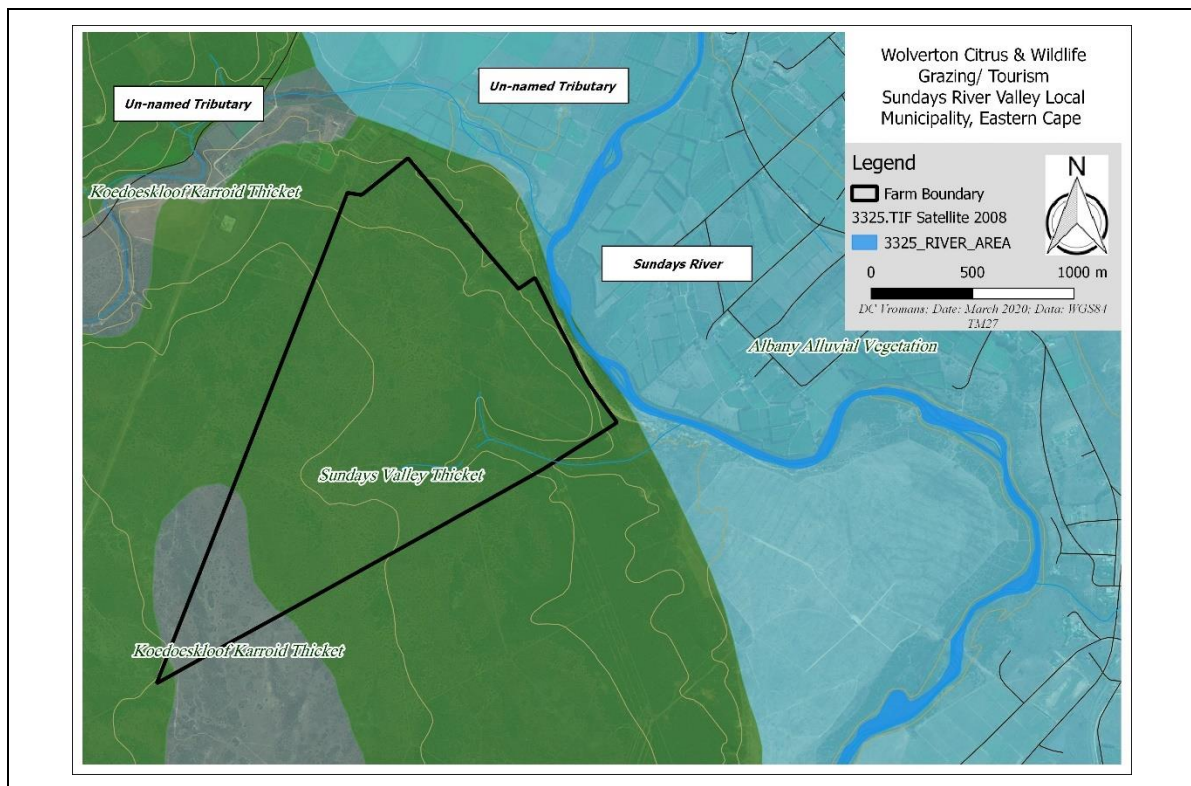 Wolverton Citrus & Wildlife
Grazing/ Tourism
Sundays River Valley Local
Municipality, Eastern Cape
Legend
N
Farm Boundary
3325.TIF Satellite 2008
3325_RIVER_AREA
0 500 1000 m
DC Vromans; Date: March 2020; Data: WGS84
TM27
Un-named Tributary
Un-named Tributary
Koedoeskloof Karroid Thicket
Sundays River
Albany Alluvial Vegetation
Sundays Valley Thicket
Koedoeskloof Karroid Thicket